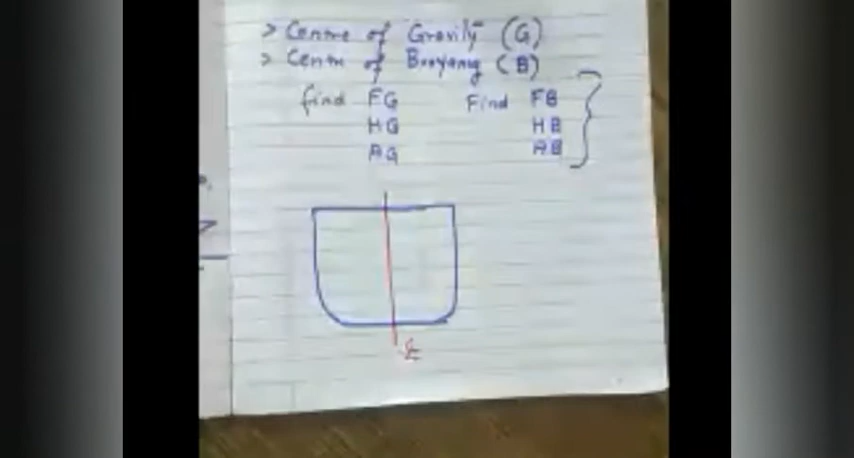 > Centre of Gravity (G)
> Centre of Buoyancy (B)
find FG Find FB
HG HB
AG AB